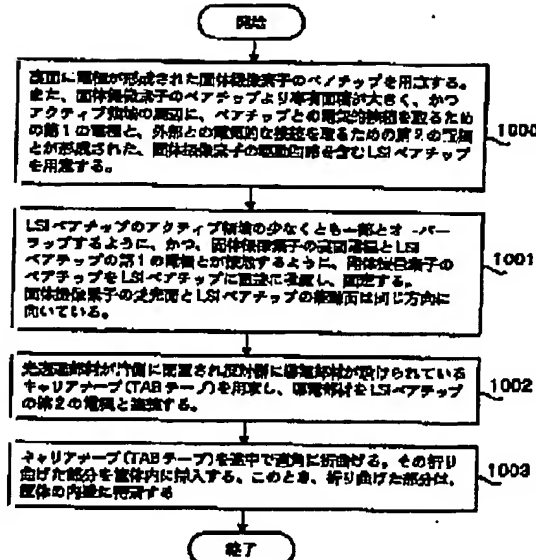 開始
裏面に電極が形成された固体撮像素子のベアチップを用意する。
また、固体撮像素子のベアチップより専有面積が大きく、かつ
アクティブ領域の周辺に、ベアチップとの電気的接続を取るため
の第1の電極と、外部との電気的な接続を取るための第2の電極
とが形成された、固体撮像素子の駆動回路を含むLSIベアチップ
を用意する。
1000
LSIベアチップのアクティブ領域の少なくとも一部とオーバー
ラップするように、かつ、固体撮像素子の裏面電極とLSI
ベアチップの第1の電極とが接続するように、固体撮像素子の
ベアチップをLSIベアチップに直接に載置し、固定する。
固体撮像素子の受光面とLSIベアチップの能動面は同じ方向に
向いている。
1001
光透過部材が片側に配置され反対側に導電部材が設けられている
キャリアテープ(TABテープ)を用意し、導電部材をLSIベアチップ
の第2の電極と連接する。
1002
キャリアテープ(TABテープ)を途中で直角に折曲げる。その折り
曲げた部分を筐体内に挿入する。このとき、折り曲げた部分は、
筐体の内壁に
1003
終了